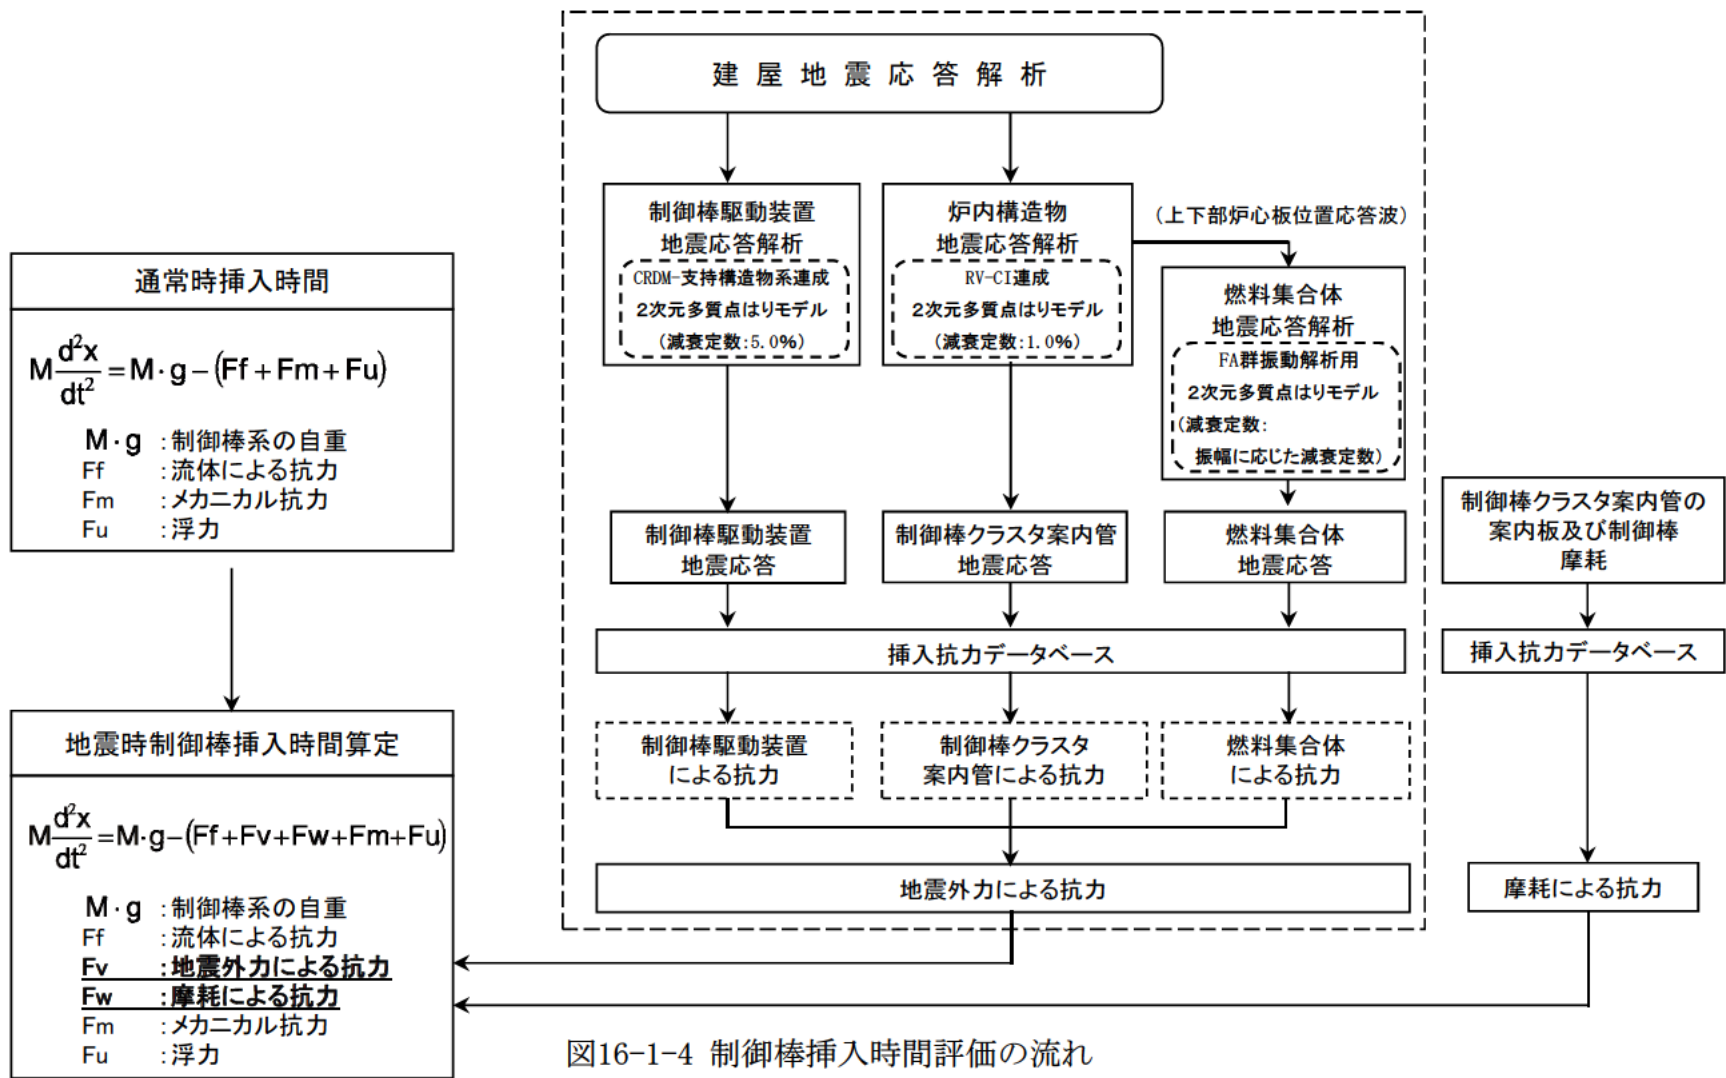 建屋地震応答解析
制御棒駆動装置
地震応答解析
CRDM-支持構造物系連成
2次元多質点はりモデル
(減衰定数:5.0%)
炉内構造物
地震応答解析
RV-CI連成
2次元多質点はりモデル
(減衰定数:1.0%)
(上下部炉心板位置応答波)
燃料集合体
地震応答解析
FA群振動解析用
2次元多質点はりモデル
(減衰定数:
振幅に応じた減衰定数)
制御棒駆動装置
地震応答
制御棒クラスタ案内管
地震応答
燃料集合体
地震応答
挿入抗力データベース
制御棒駆動装置
による抗力
制御棒クラスタ
案内管による抗力
燃料集合体
による抗力
地震外力による抗力
制御棒クラスタ案内管の
案内板及び制御棒
摩耗
挿入抗力データベース
摩耗による抗力
通常時挿入時間
M d²x/dt² = M・g − (Ff + Fm + Fu)
M・g :制御棒系の自重
Ff :流体による抗力
Fm :メカニカル抗力
Fu :浮力
地震時制御棒挿入時間算定
M d²x/dt² = M・g − (Ff + Fv + Fw + Fm + Fu)
M・g :制御棒系の自重
Ff :流体による抗力
Fv :地震外力による抗力
Fw :摩耗による抗力
Fm :メカニカル抗力
Fu :浮力
図16-1-4 制御棒挿入時間評価の流れ